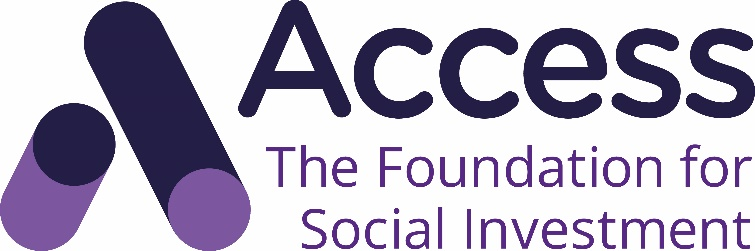 Access
The Foundation for
Social Investment